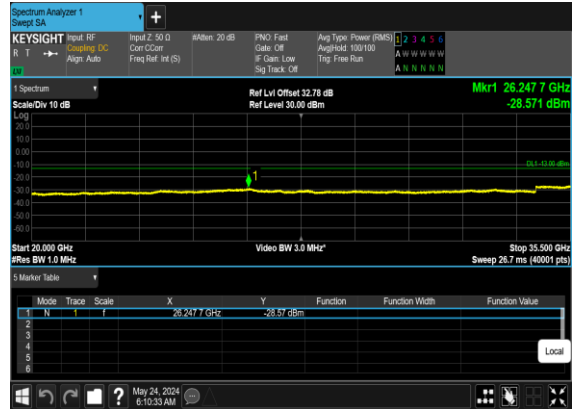 Spectrum Analyzer 1
Swept SA
+
KEYSIGHT Input: RF Input Z: 50 Ω #Atten: 20 dB PNO: Fast Avg Type: Power (RMS) 1 2 3 4 5 6
R T Coupling: DC Corr CCorr Gate: Off Avg|Hold: 100/100 A W W W W W
Align: Auto Freq Ref: Int (S) IF Gain: Low Trig: Free Run
Sig Track: Off A N N N N N
1 Spectrum
Ref Lvl Offset 32.78 dB Mkr1 26.247 7 GHz
Scale/Div 10 dB Ref Level 30.00 dBm -28.571 dBm
Log
20.0
10.0
0.00
DL1 -13.00 dBm
-10.0
1
-20.0
-30.0
-40.0
-50.0
-60.0
Start 20.000 GHz Video BW 3.0 MHz* Stop 35.500 GHz
#Res BW 1.0 MHz Sweep 26.7 ms (40001 pts)
5 Marker Table
Mode Trace Scale X Y Function Function Width Function Value
1 N 1 f 26.247 7 GHz -28.57 dBm
2
3
4
5
6
Local
? May 24, 2024
6:10:33 AM